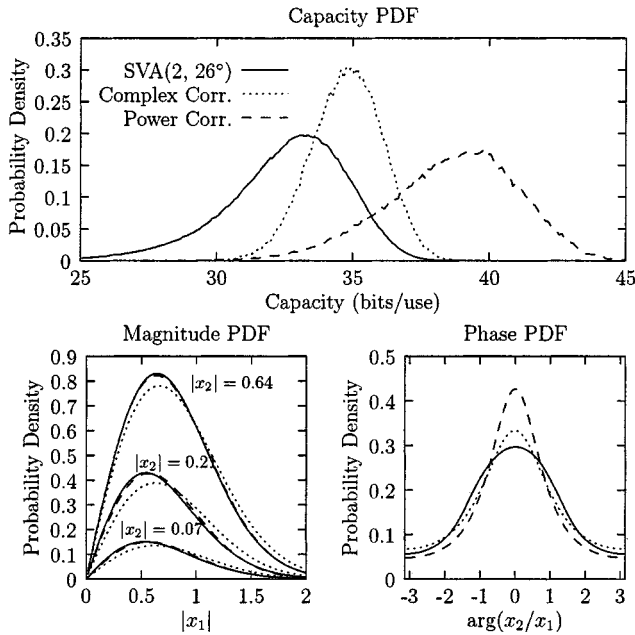 Capacity PDF
0.35
0.3
0.25
0.2
0.15
0.1
0.05
0
Probability Density
SVA(2, 26°)
Complex Corr.
Power Corr.
25 30 35 40 45
Capacity (bits/use)
Magnitude PDF
0.9
0.8
0.7
0.6
0.5
0.4
0.3
0.2
0.1
0
Probability Density
|x₂| = 0.64
|x₂| = 0.21
|x₂| = 0.07
0 0.5 1 1.5 2
|x₁|
Phase PDF
0.5
0.4
0.3
0.2
0.1
0
Probability Density
-3 -2 -1 0 1 2 3
arg(x₂/x₁)